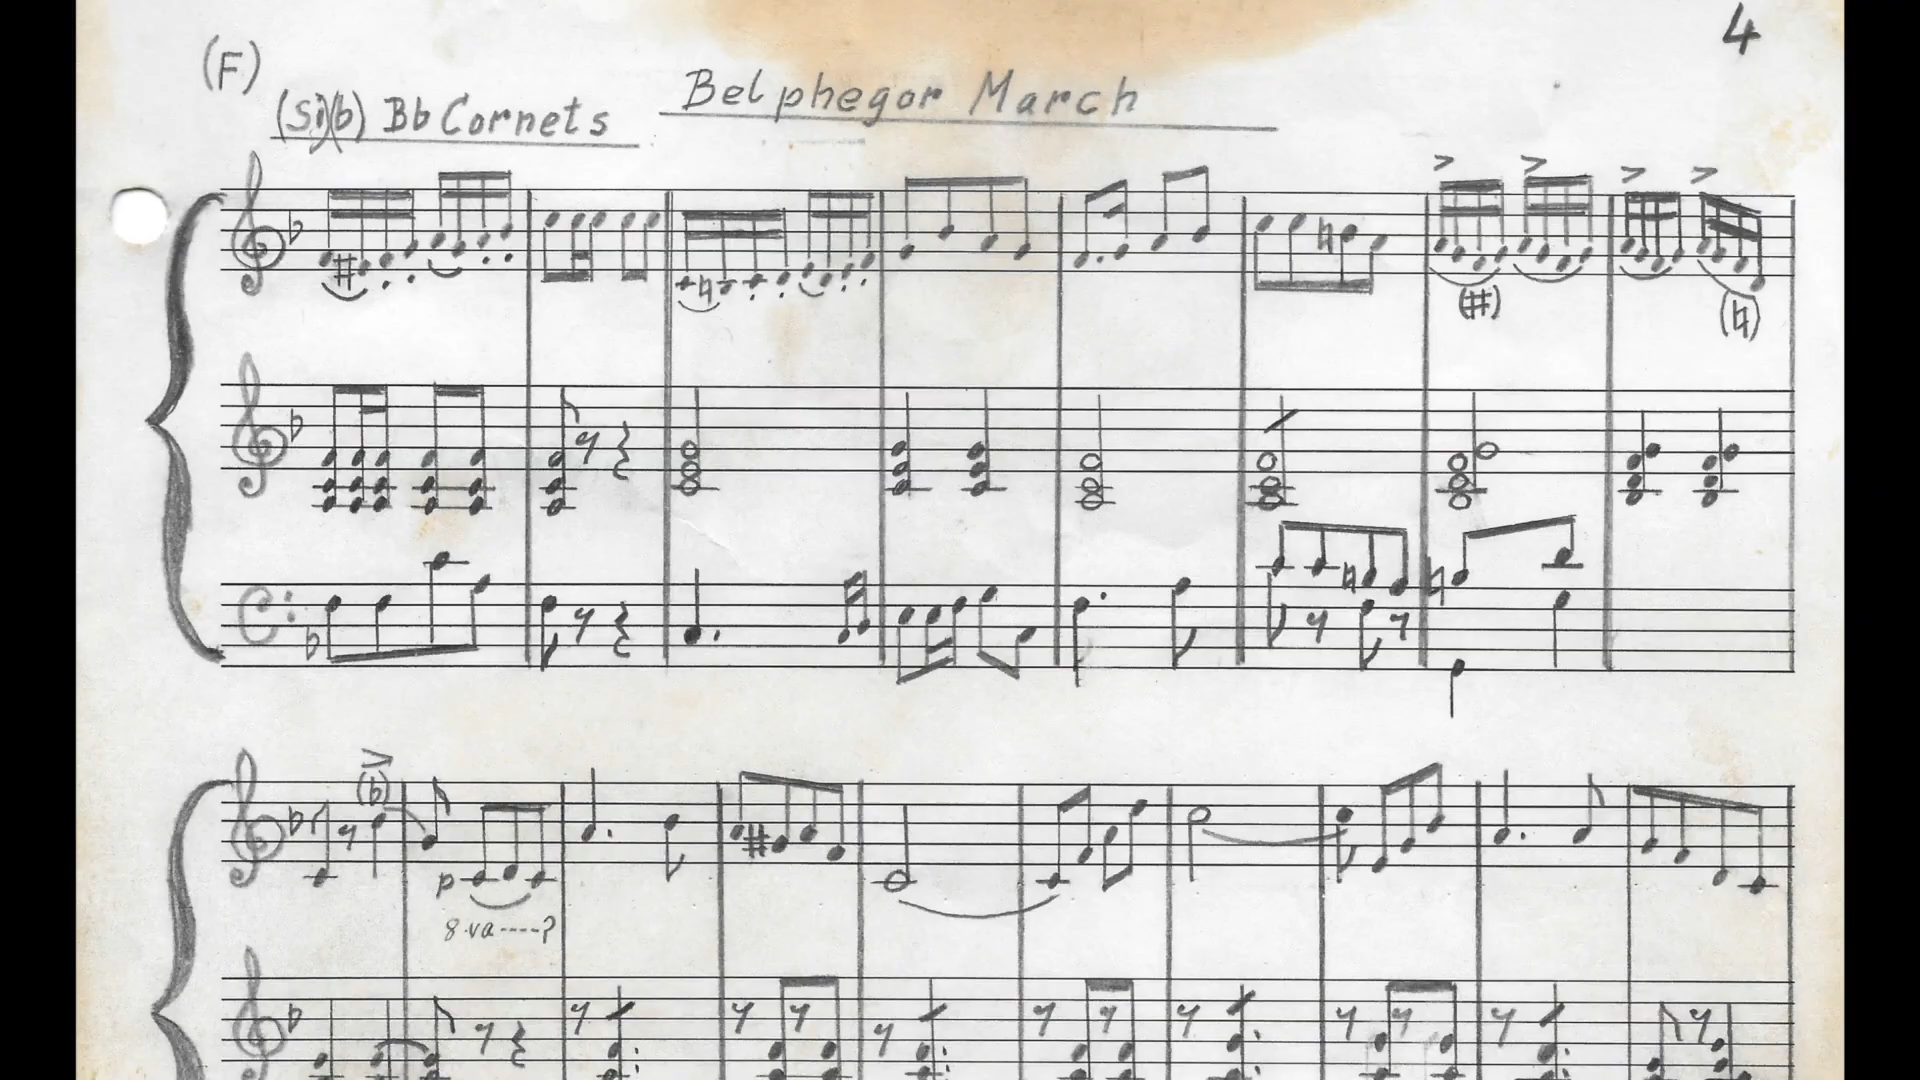 4
(F)
(Si)(b) Bb Cornets Belphegor March
p
8va----?